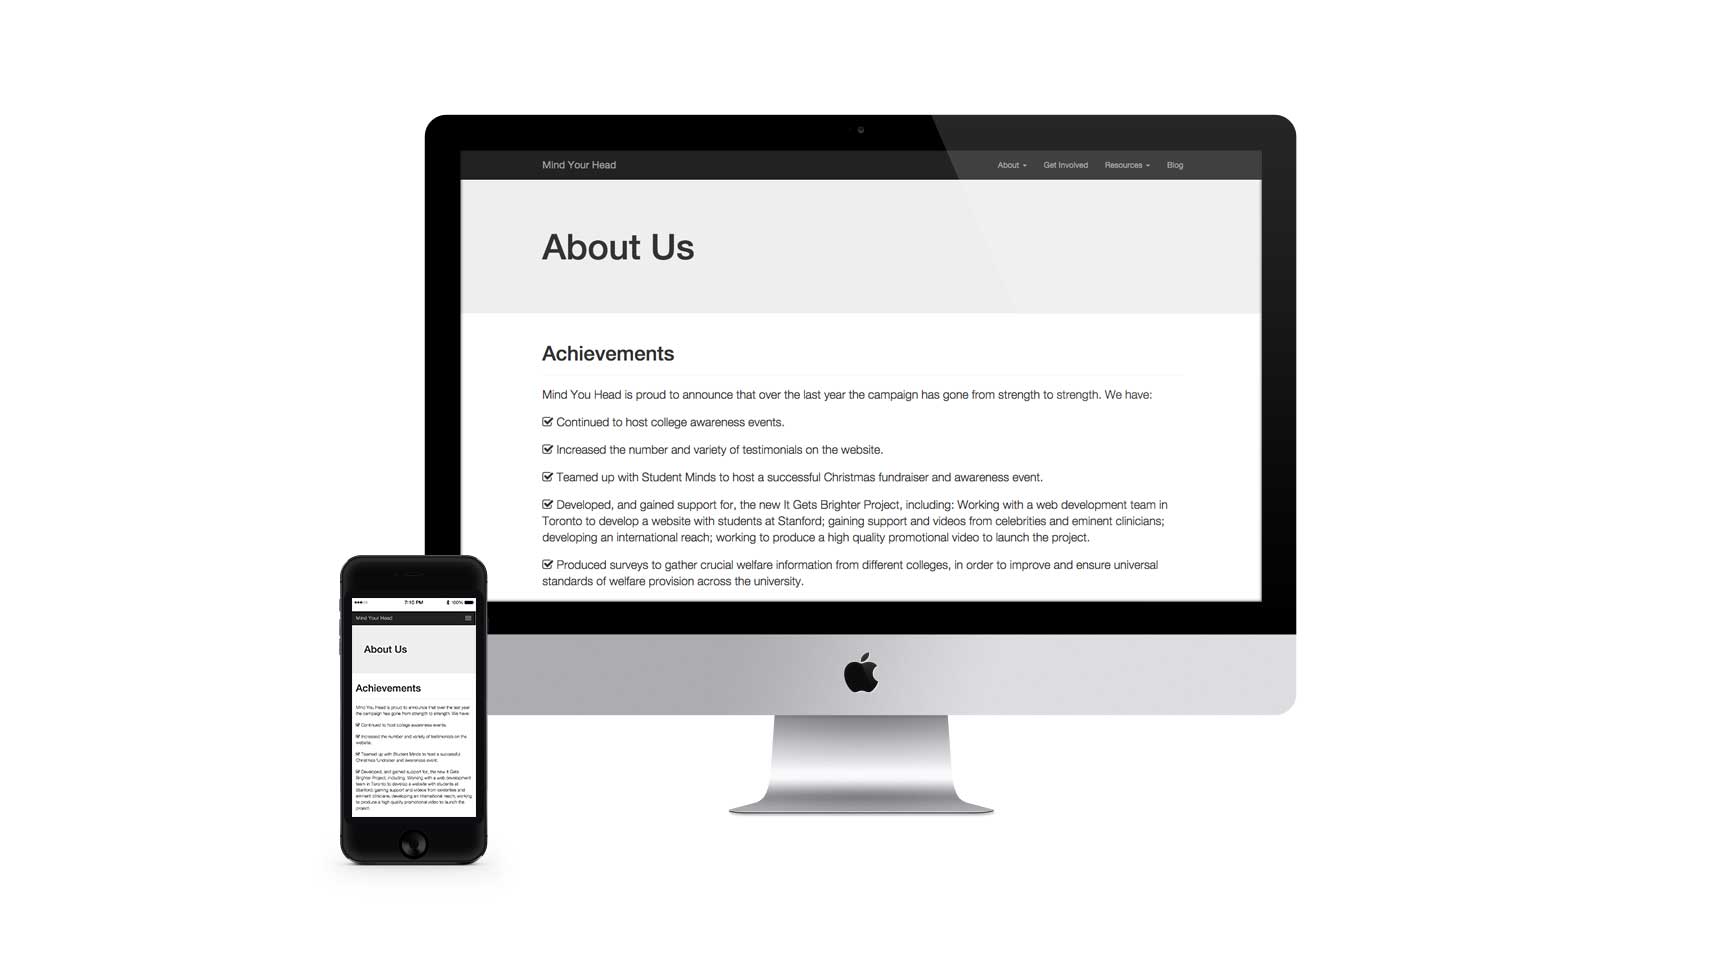 Mind Your Head
About Get Involved Resources Blog
About Us
Achievements
Mind You Head is proud to announce that over the last year the campaign has gone from strength to strength. We have:
Continued to host college awareness events.
Increased the number and variety of testimonials on the website.
Teamed up with Student Minds to host a successful Christmas fundraiser and awareness event.
Developed, and gained support for, the new It Gets Brighter Project, including: Working with a web development team in
Toronto to develop a website with students at Stanford; gaining support and videos from celebrities and eminent clinicians;
developing an international reach; working to produce a high quality promotional video to launch the project.
Produced surveys to gather crucial welfare information from different colleges, in order to improve and ensure universal
standards of welfare provision across the university.
7:10 PM 100%
Mind Your Head
About Us
Achievements
Mind You Head is proud to announce that over the last year
the campaign has gone from strength to strength. We have:
Continued to host college awareness events.
Increased the number and variety of testimonials on the
website.
Teamed up with Student Minds to host a successful
Christmas fundraiser and awareness event.
Developed, and gained support for, the new It Gets
Brighter Project, including: Working with a web development
team in Toronto to develop a website with students at
Stanford; gaining support and videos from celebrities and
eminent clinicians; developing an international reach; working
to produce a high quality promotional video to launch the
project.